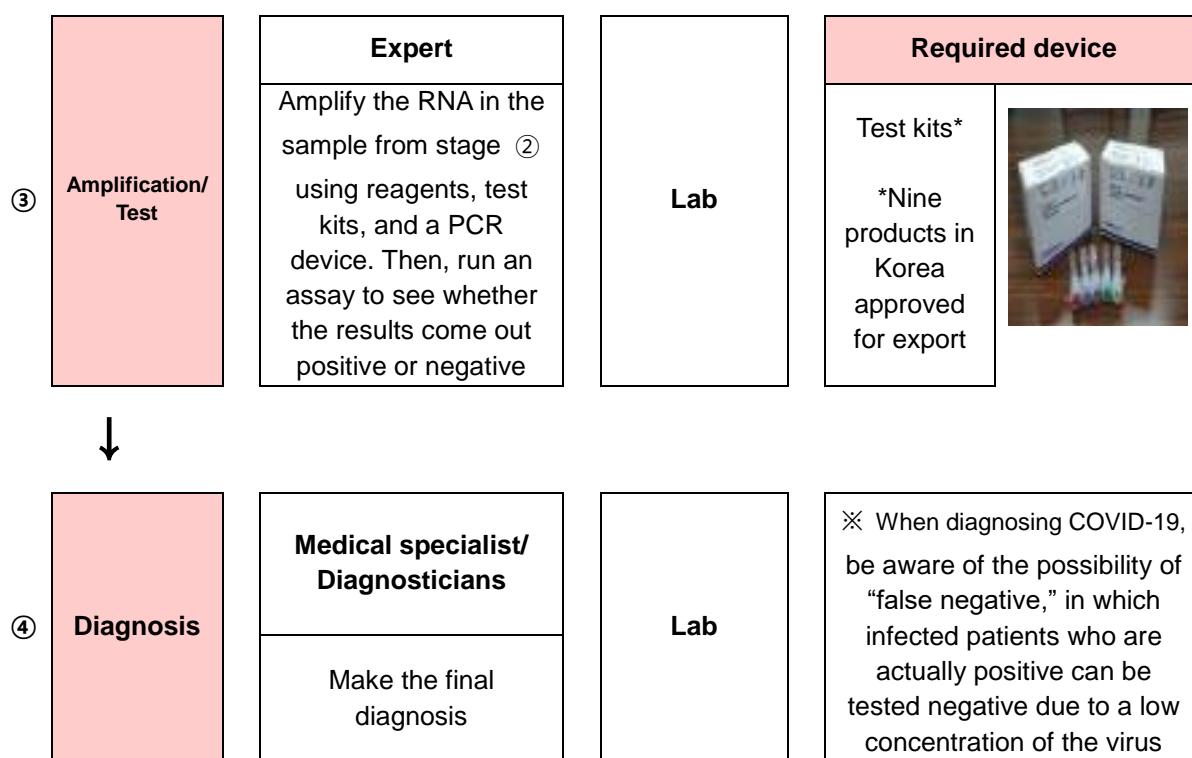 ③
Amplification/
Test
Expert
Amplify the RNA in the
sample from stage ②
using reagents, test
kits, and a PCR
device. Then, run an
assay to see whether
the results come out
positive or negative
Lab
Required device
Test kits*
*Nine
products in
Korea
approved
for export
↓
④
Diagnosis
Medical specialist/
Diagnosticians
Make the final
diagnosis
Lab
※ When diagnosing COVID-19,
be aware of the possibility of
“false negative,” in which
infected patients who are
actually positive can be
tested negative due to a low
concentration of the virus